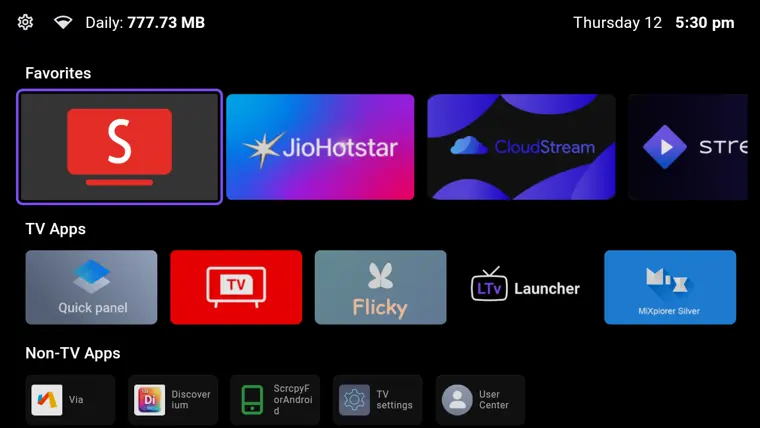 Daily: 777.73 MB
Thursday 12 5:30 pm
Favorites
S
JioHotstar
CloudStream
STRE
TV Apps
Quick panel
TV
Flicky
LTv Launcher
MiX
MiXplorer Silver
Non-TV Apps
Via
Di
Discover
ium
ScrcpyF
orAndroi
d
TV
settings
User
Center